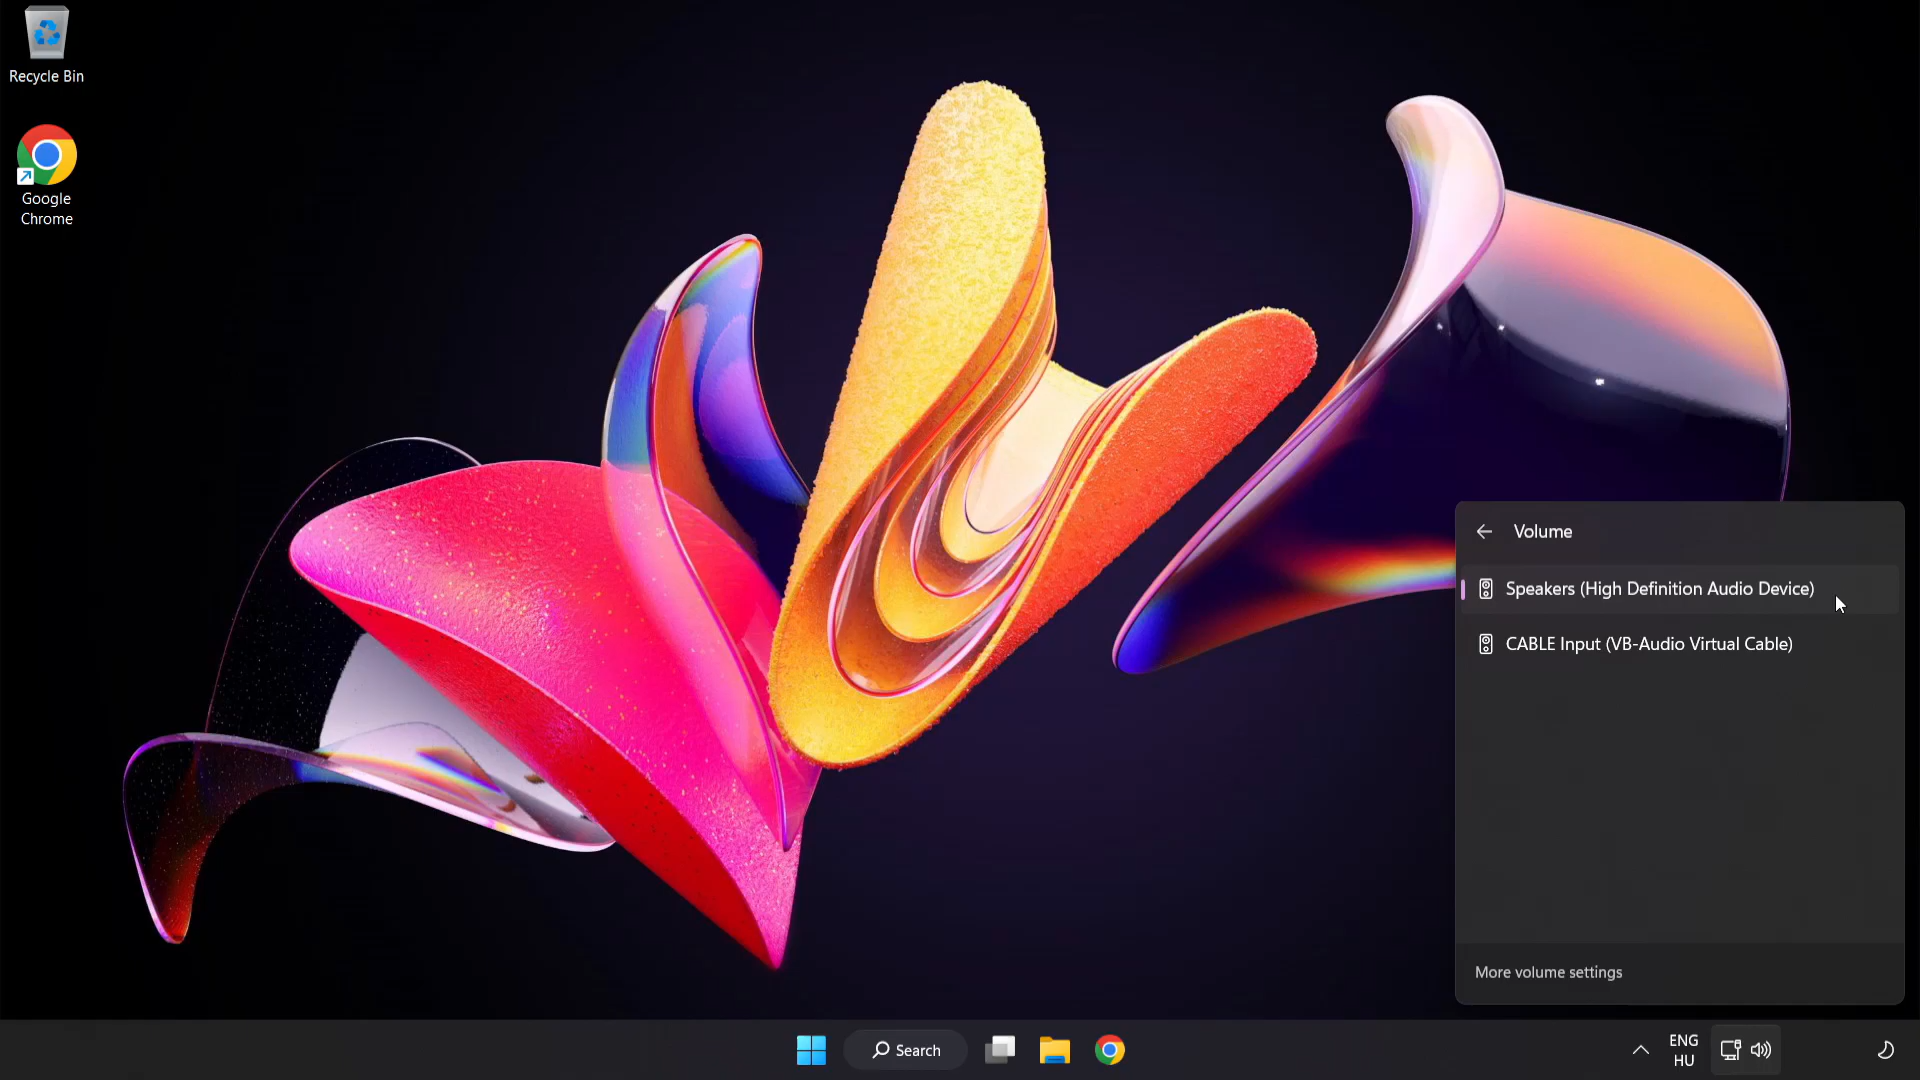 Recycle Bin
Google
Chrome
Volume
Speakers (High Definition Audio Device)
CABLE Input (VB-Audio Virtual Cable)
More volume settings
Search
ENG
HU